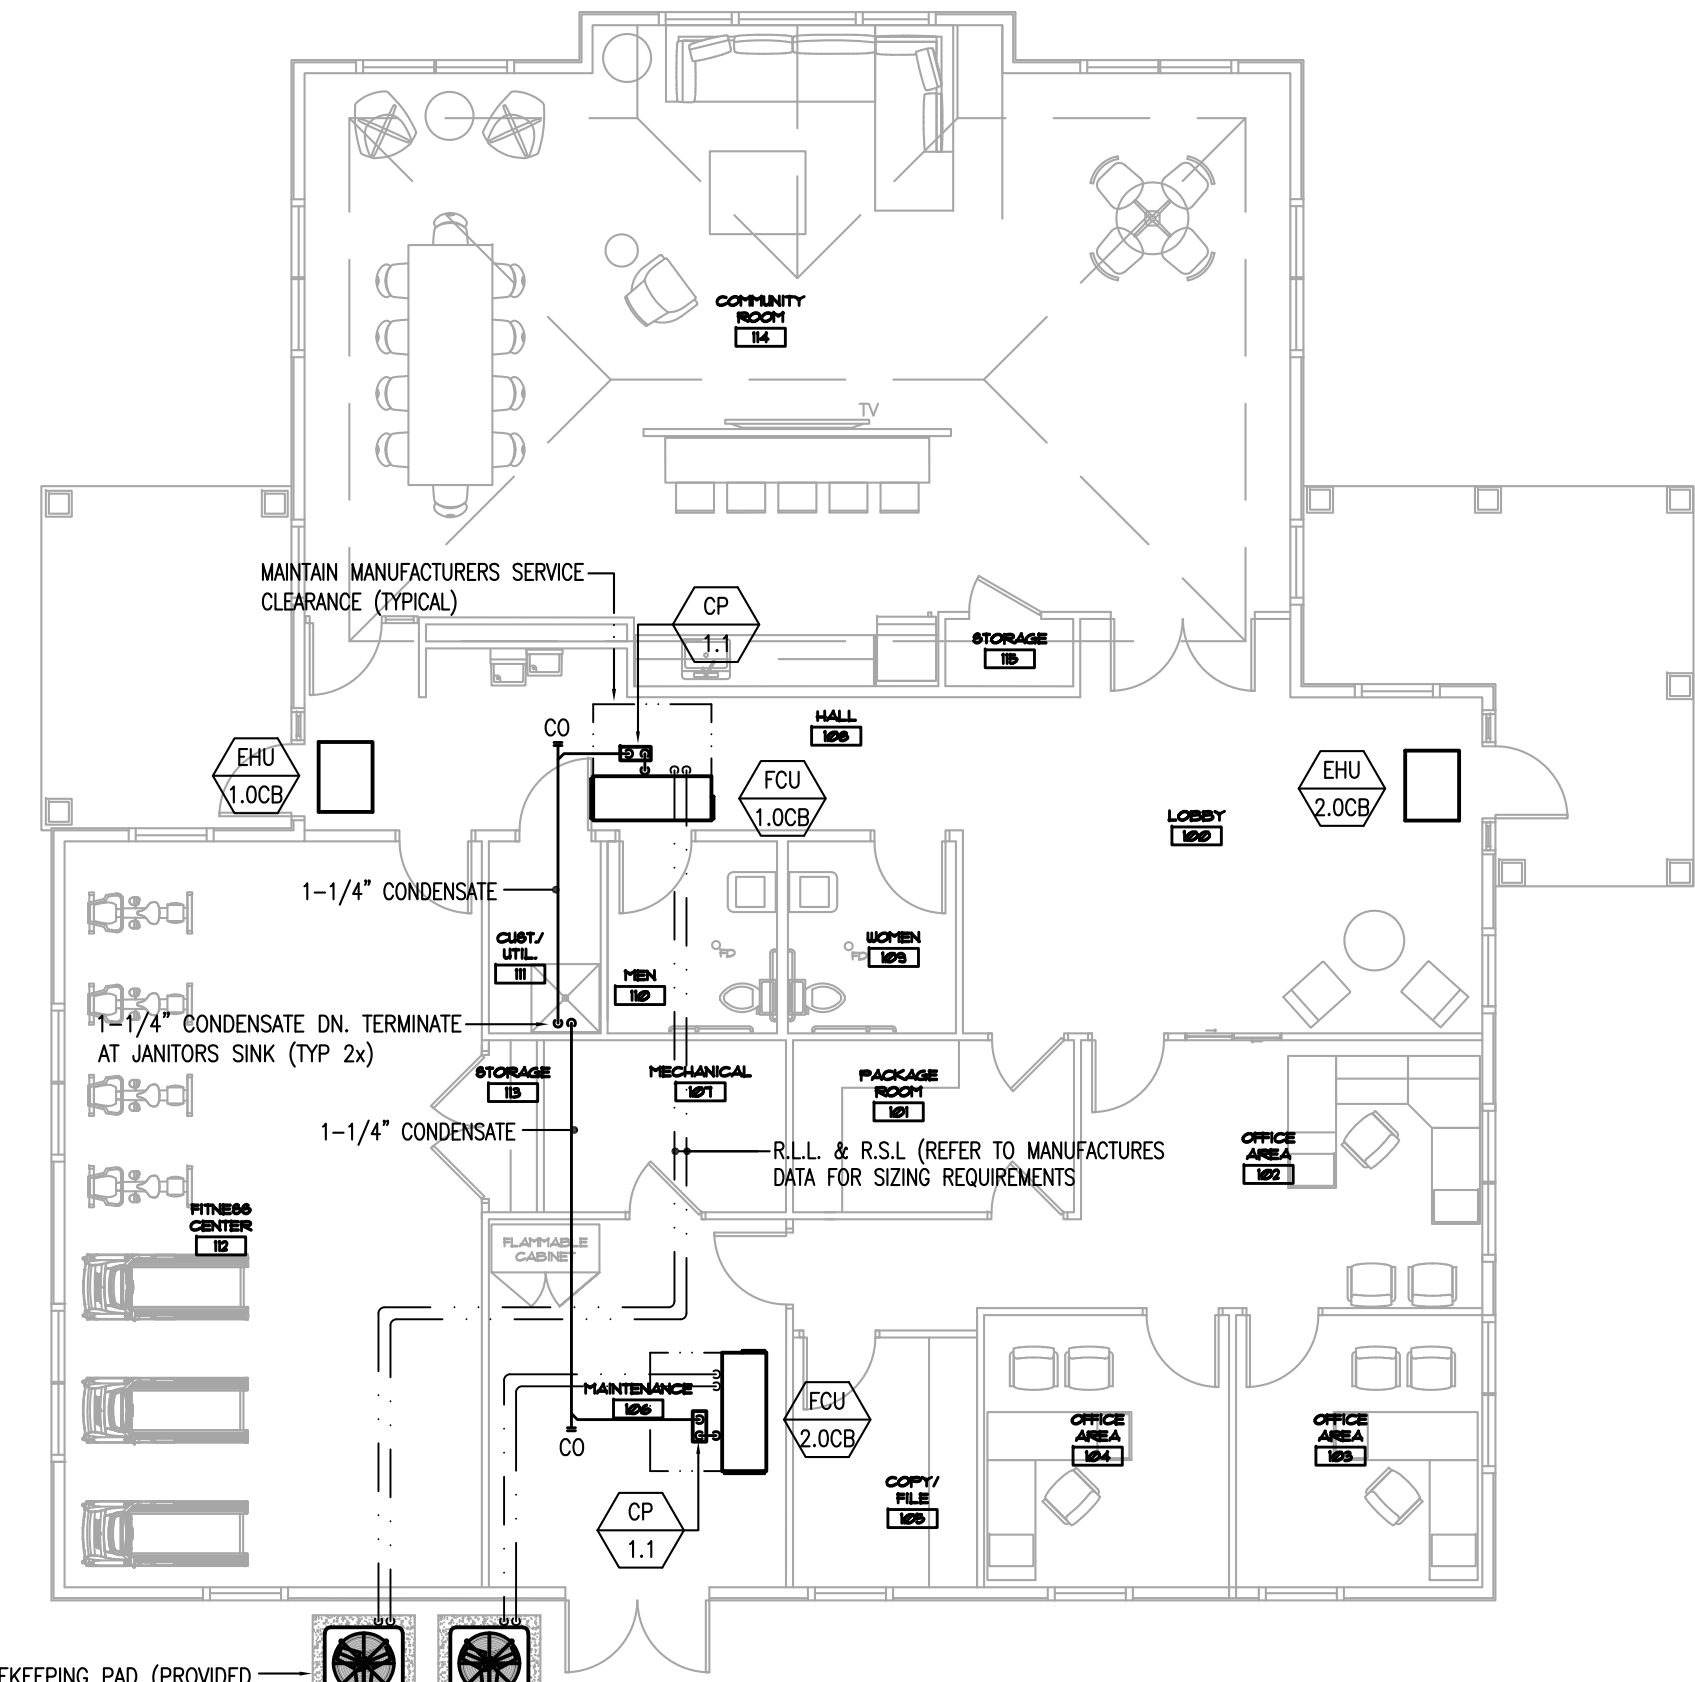 COMMUNITY
ROOM
114
TV
MAINTAIN MANUFACTURERS SERVICE
CLEARANCE (TYPICAL)
CP
1.1
STORAGE
115
HALL
108
CO
EHU
1.0CB
FCU
1.0CB
EHU
2.0CB
LOBBY
100
1-1/4" CONDENSATE
CUST./
UTIL.
111
MEN
110
FD
WOMEN
109
FD
1-1/4" CONDENSATE DN. TERMINATE
AT JANITORS SINK (TYP 2x)
STORAGE
113
MECHANICAL
107
PACKAGE
ROOM
101
1-1/4" CONDENSATE
R.L.L. & R.S.L (REFER TO MANUFACTURES
DATA FOR SIZING REQUIREMENTS
OFFICE
AREA
102
FITNESS
CENTER
112
FLAMMABLE
CABINET
MAINTENANCE
106
CO
FCU
2.0CB
OFFICE
AREA
104
OFFICE
AREA
103
COPY/
FILE
105
CP
1.1
EKEEPING PAD (PROVIDED